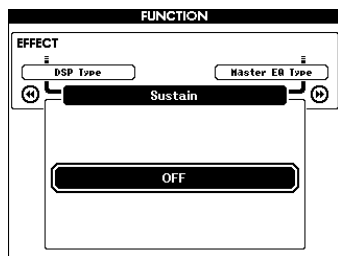 FUNCTION
EFFECT
DSP Type
Master EQ Type
Sustain
OFF